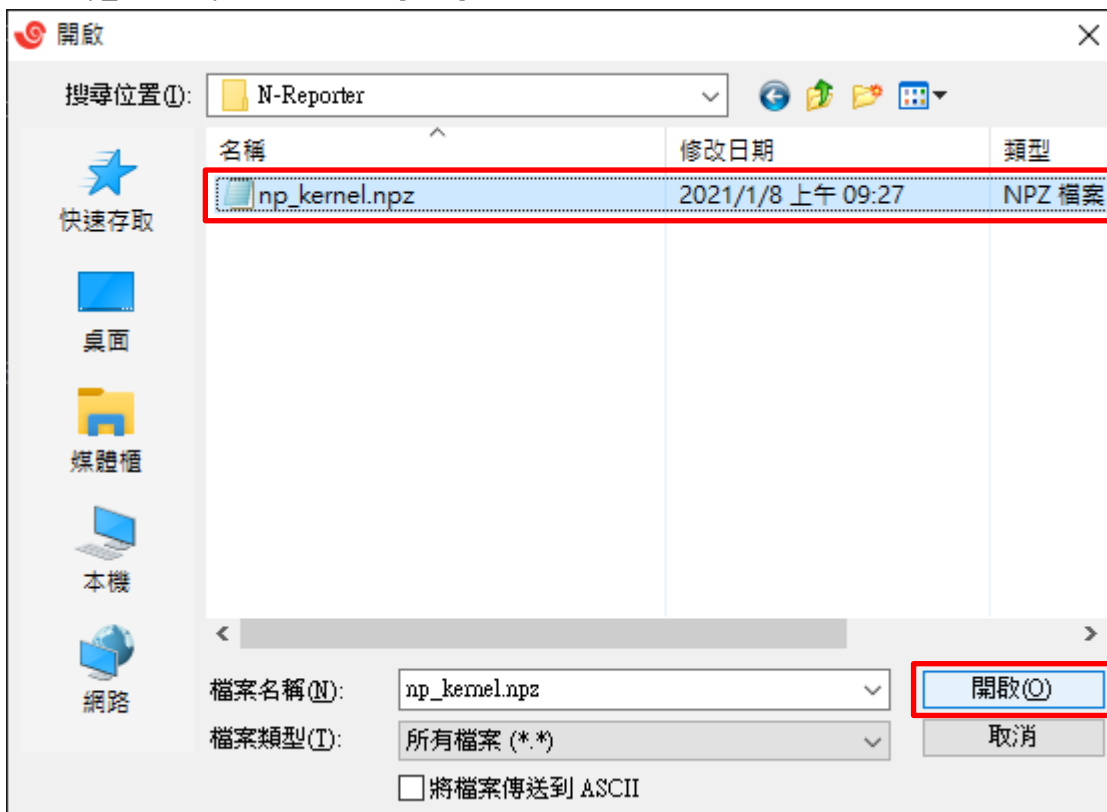 開啟
搜尋位置(I): N-Reporter
名稱 修改日期 類型
np_kernel.npz 2021/1/8 上午 09:27 NPZ 檔案
快速存取
桌面
媒體櫃
本機
網路
檔案名稱(N): np_kernel.npz 開啟(O)
檔案類型(T): 所有檔案 (*.*) 取消
將檔案傳送到 ASCII